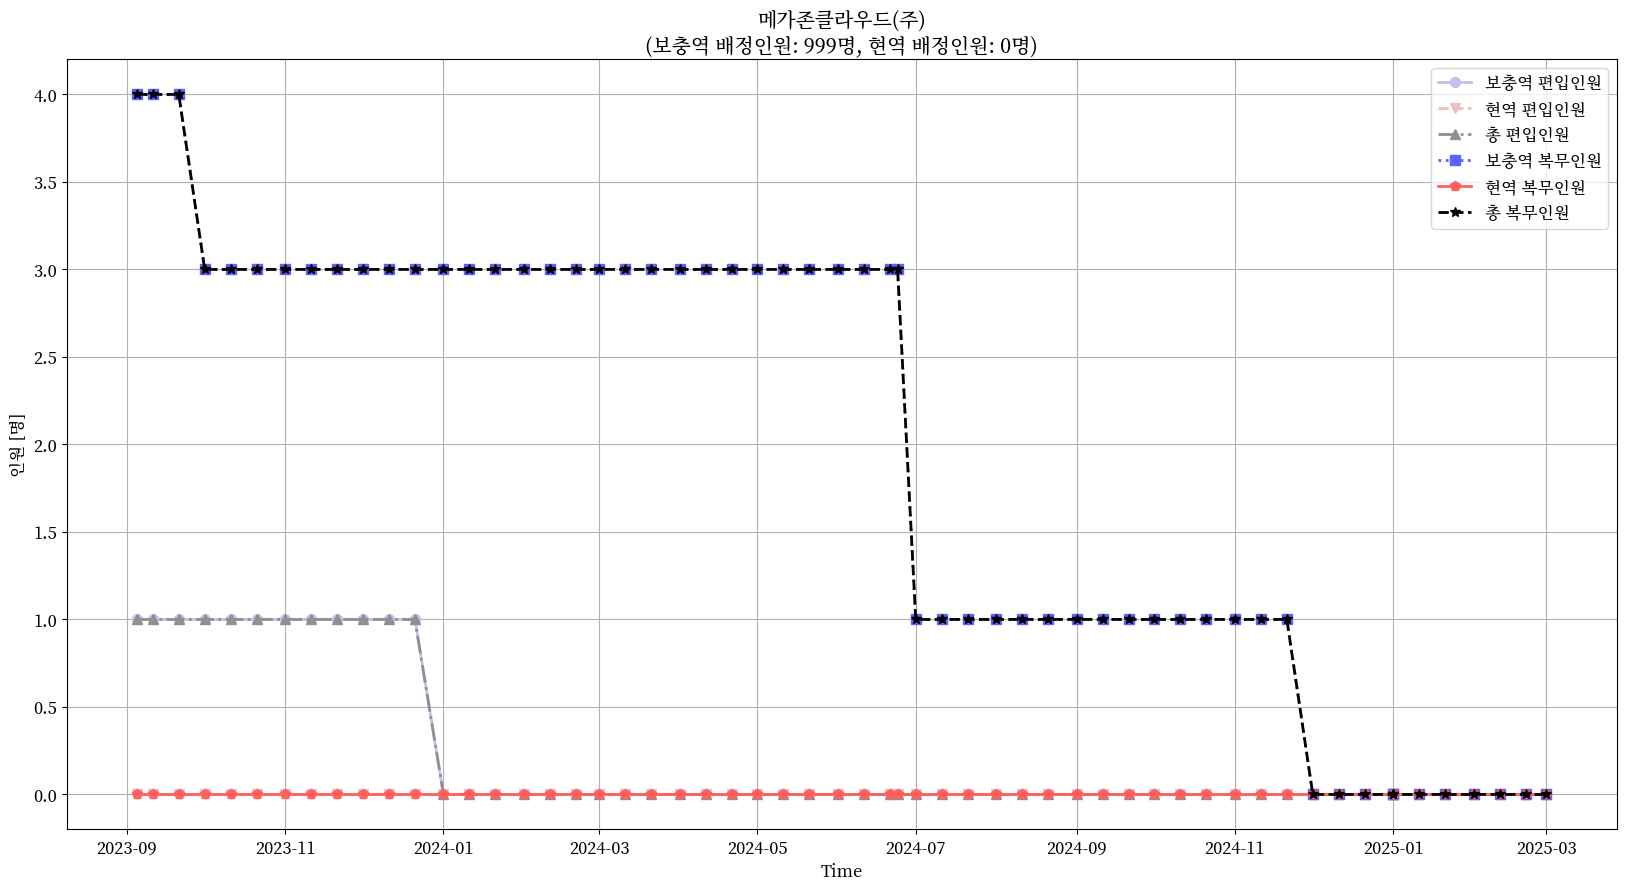 메가존클라우드(주)
(보충역 배정인원: 999명, 현역 배정인원: 0명)
보충역 편입인원
현역 편입인원
총 편입인원
보충역 복무인원
현역 복무인원
총 복무인원
인원 [명]
4.0
3.5
3.0
2.5
2.0
1.5
1.0
0.5
0.0
2023-09 2023-11 2024-01 2024-03 2024-05 2024-07 2024-09 2024-11 2025-01 2025-03
Time